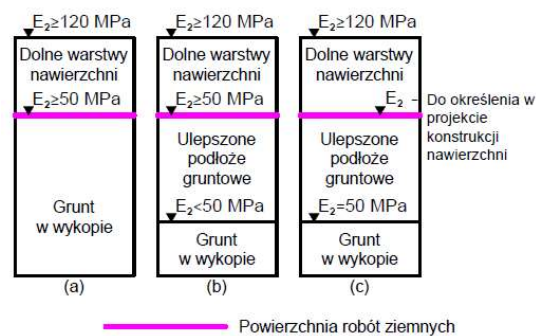 E₂≥120 MPa
Dolne warstwy
nawierzchni
E₂≥50 MPa
Grunt
w wykopie
(a)
E₂≥120 MPa
Dolne warstwy
nawierzchni
E₂≥50 MPa
Ulepszone
podłoże
gruntowe
E₂<50 MPa
Grunt
w wykopie
(b)
E₂≥120 MPa
Dolne warstwy
nawierzchni
E₂ - Do określenia w
projekcie
konstrukcji
nawierzchni
Ulepszone
podłoże
gruntowe
E₂=50 MPa
Grunt
w wykopie
(c)
Powierzchnia robót ziemnych